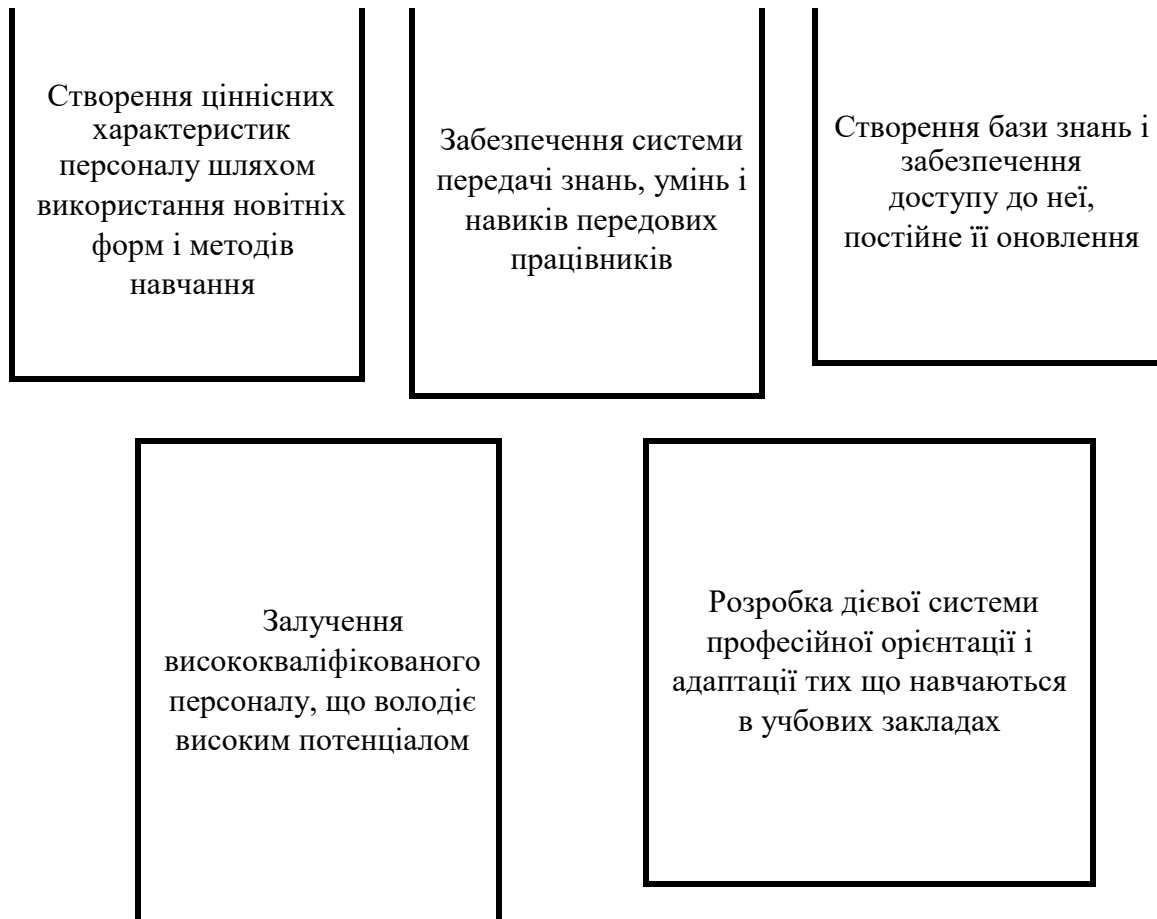 Створення ціннісних
характеристик
персоналу шляхом
використання новітніх
форм і методів
навчання
Забезпечення системи
передачі знань, умінь і
навиків передових
працівників
Створення бази знань і
забезпечення
доступу до неї,
постійне її оновлення
Залучення
висококваліфікованого
персоналу, що володіє
високим потенціалом
Розробка дієвої системи
професійної орієнтації і
адаптації тих що навчаються
в учбових закладах